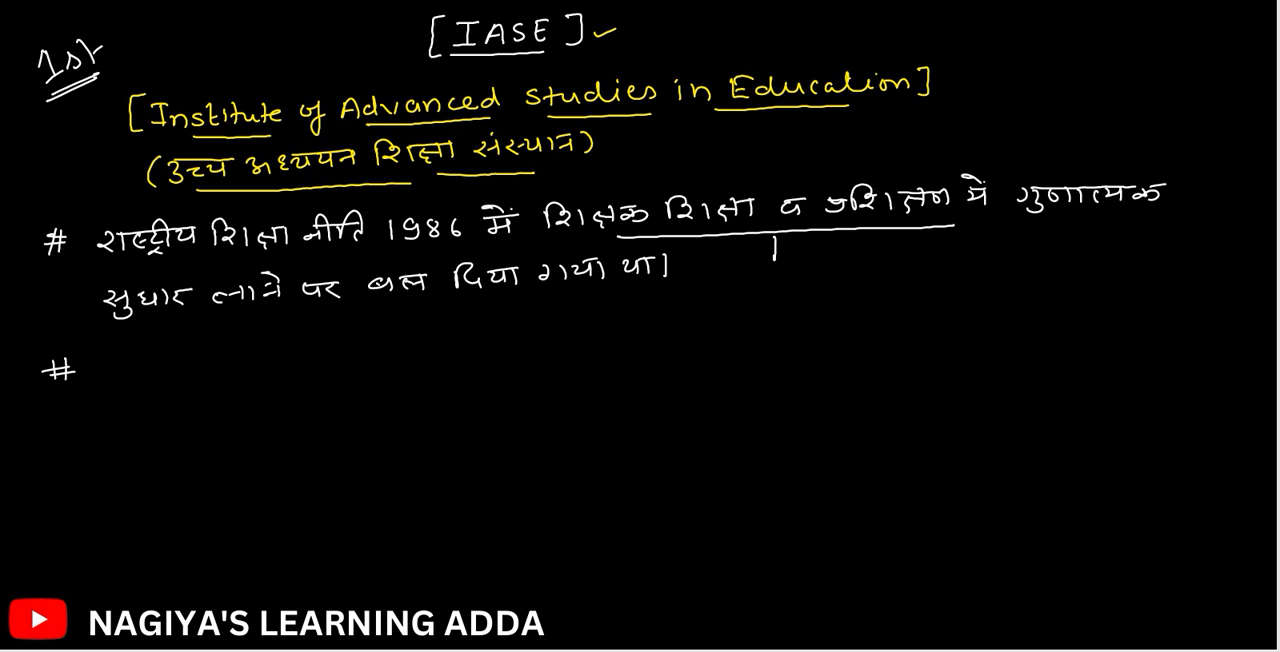 1st
[IASE]
[Institute of Advanced studies in Education]
(उच्च अध्ययन शिक्षा संस्थान)
# राष्ट्रीय शिक्षा नीति 1986 में शिक्षक शिक्षा व प्रशिक्षण में गुणात्मक
सुधार लाने पर बल दिया गया था।
#
NAGIYA'S LEARNING ADDA